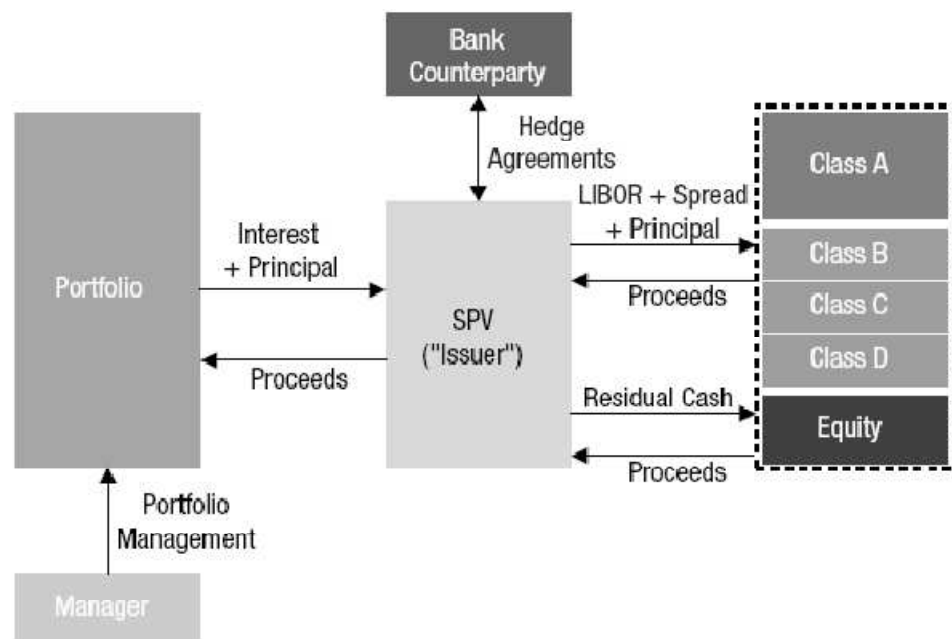 Bank
Counterparty
Hedge
Agreements
Class A
LIBOR + Spread
+ Principal
Interest
+ Principal
Class B
Portfolio
Proceeds
Class C
SPV
("Issuer")
Class D
Proceeds
Residual Cash
Equity
Proceeds
Portfolio
Management
Manager